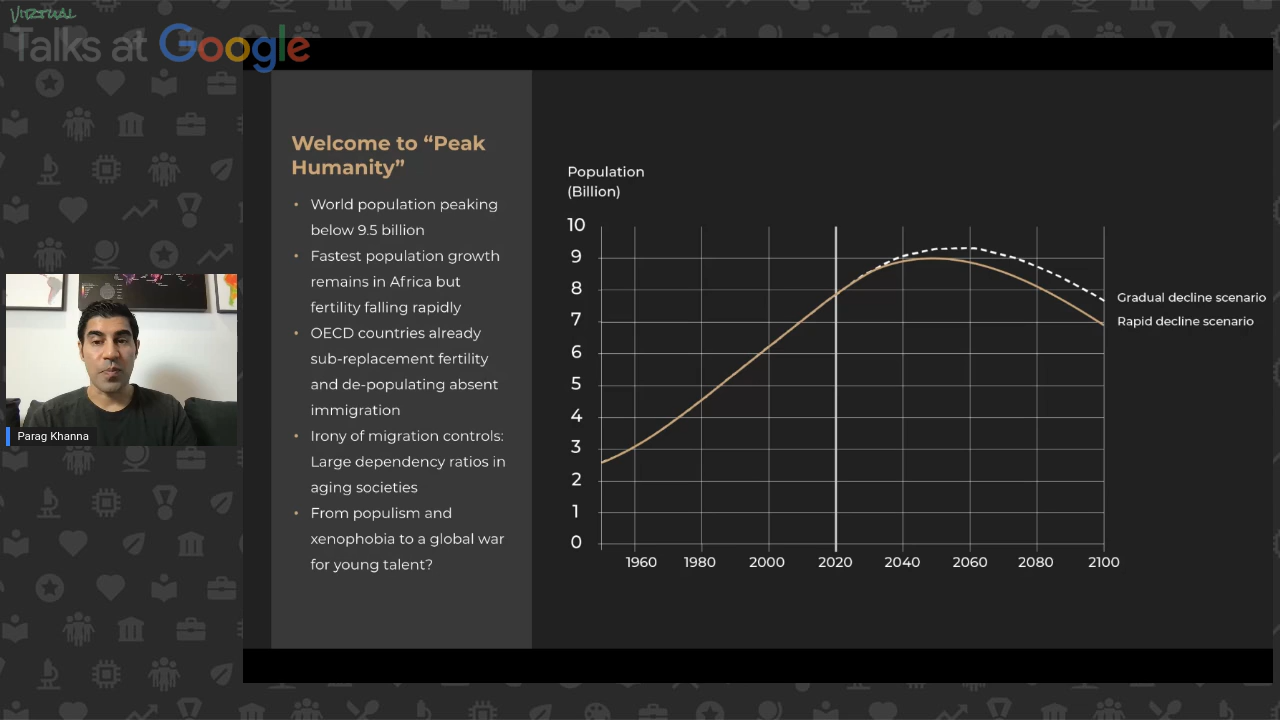 VIRTUAL
Talks at Google
Welcome to “Peak
Humanity”
• World population peaking
below 9.5 billion
• Fastest population growth
remains in Africa but
fertility falling rapidly
• OECD countries already
sub-replacement fertility
and de-populating absent
immigration
• Irony of migration controls:
Large dependency ratios in
aging societies
• From populism and
xenophobia to a global war
for young talent?
Population
(Billion)
10
9
8
7
6
5
4
3
2
1
0
1960 1980 2000 2020 2040 2060 2080 2100
Gradual decline scenario
Rapid decline scenario
Parag Khanna